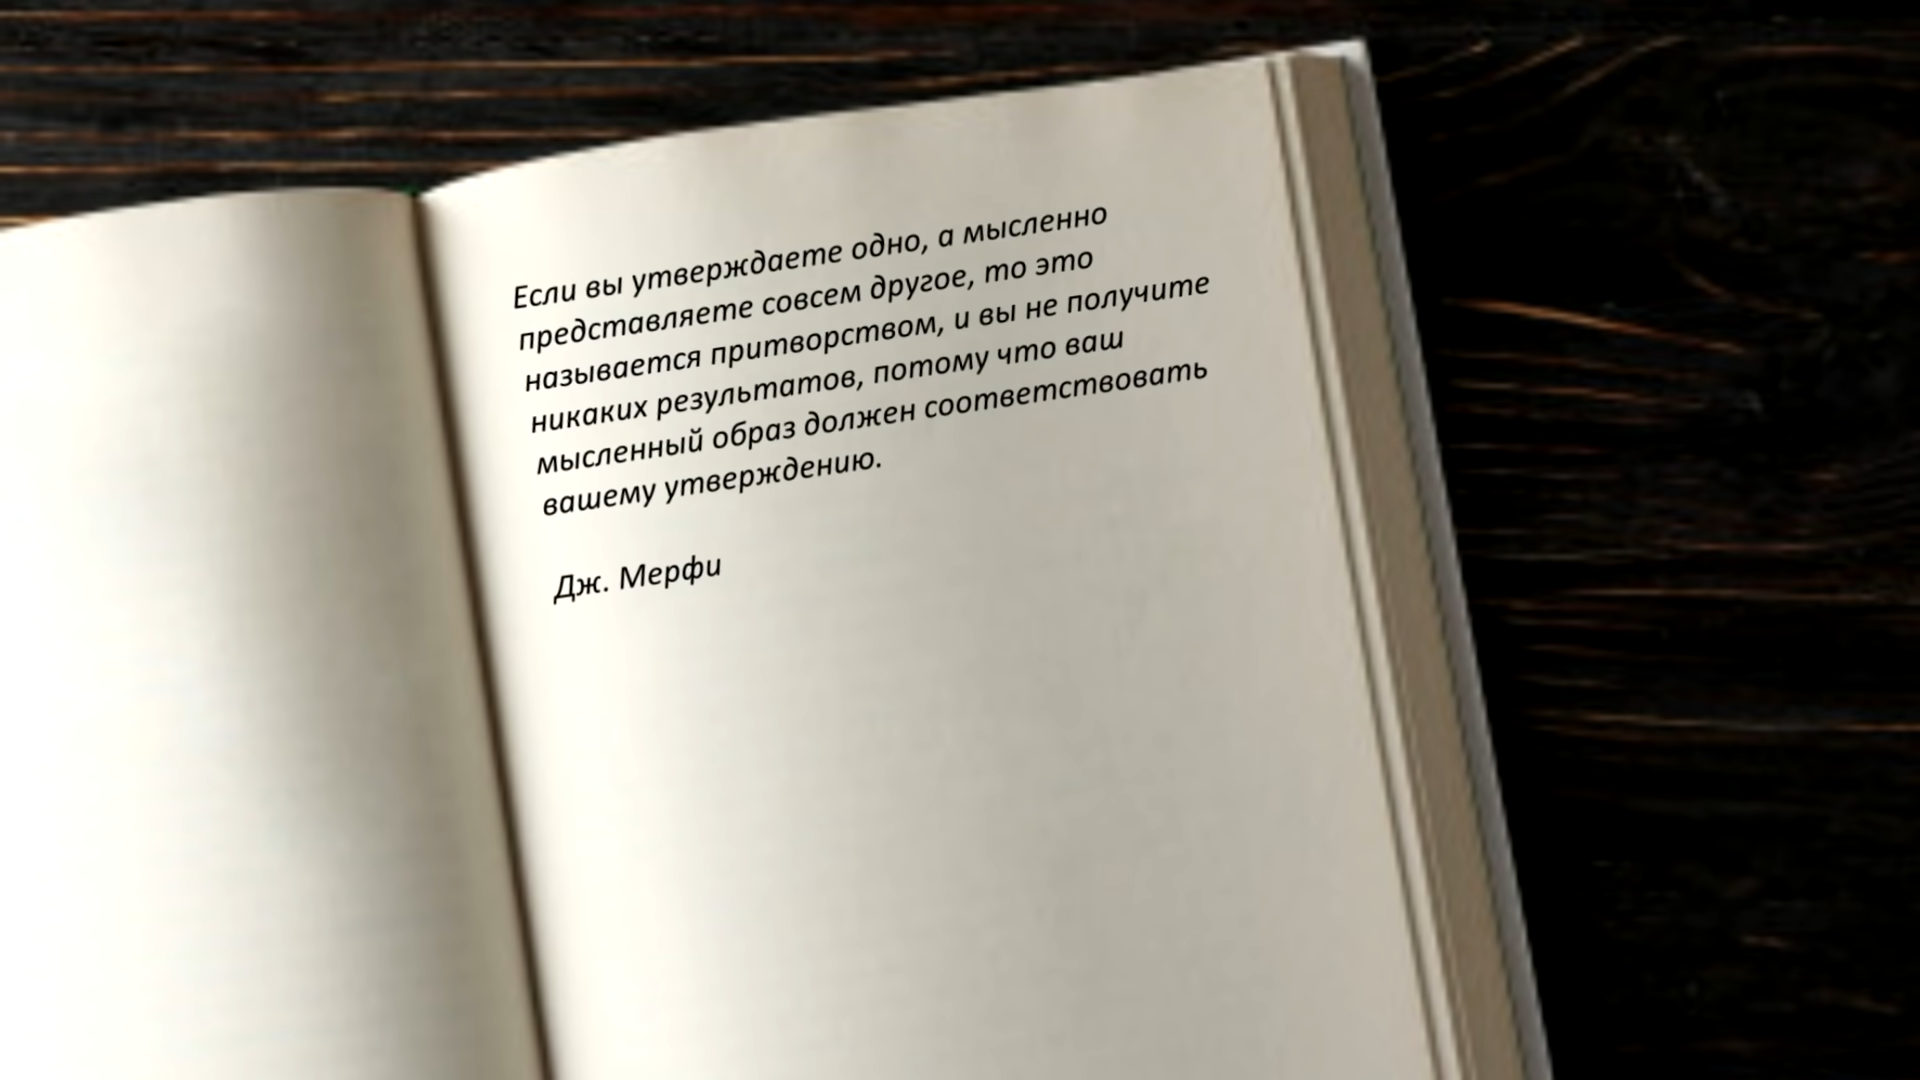 Если вы утверждаете одно, а мысленно
представляете совсем другое, то это
называется притворством, и вы не получите
никаких результатов, потому что ваш
мысленный образ должен соответствовать
вашему утверждению.
Дж. Мерфи